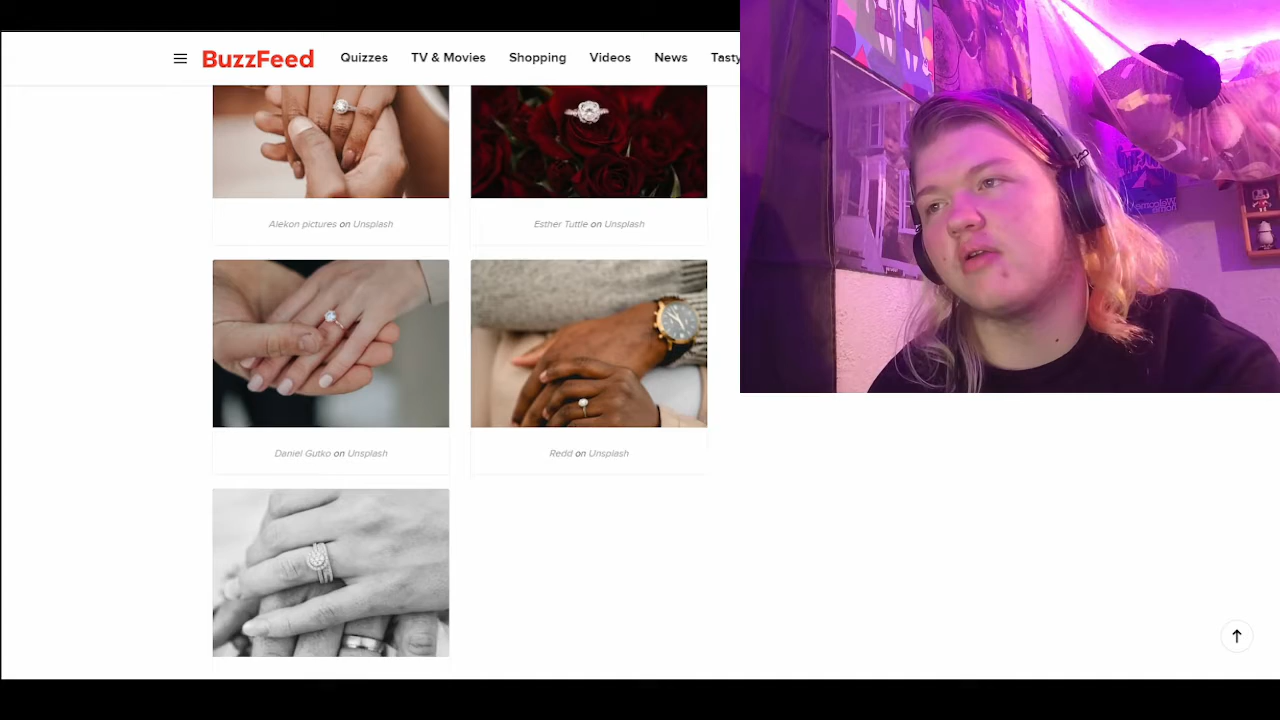 BuzzFeed Quizzes TV & Movies Shopping Videos News Tasty
Alekon pictures on Unsplash
Esther Tuttle on Unsplash
Daniel Gutko on Unsplash
Redd on Unsplash